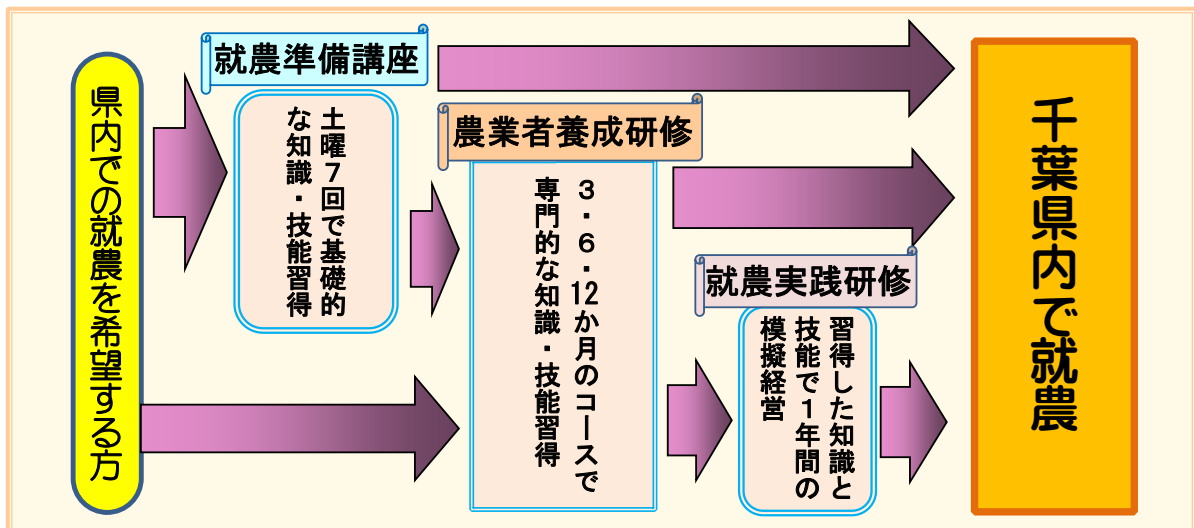 県内での就農を希望する方
就農準備講座
土曜７回で基礎的
な知識・技能習得
農業者養成研修
３・６・12か月のコースで
専門的な知識・技能習得
就農実践研修
習得した知識と
技能で１年間の
模擬経営
千葉県内で就農